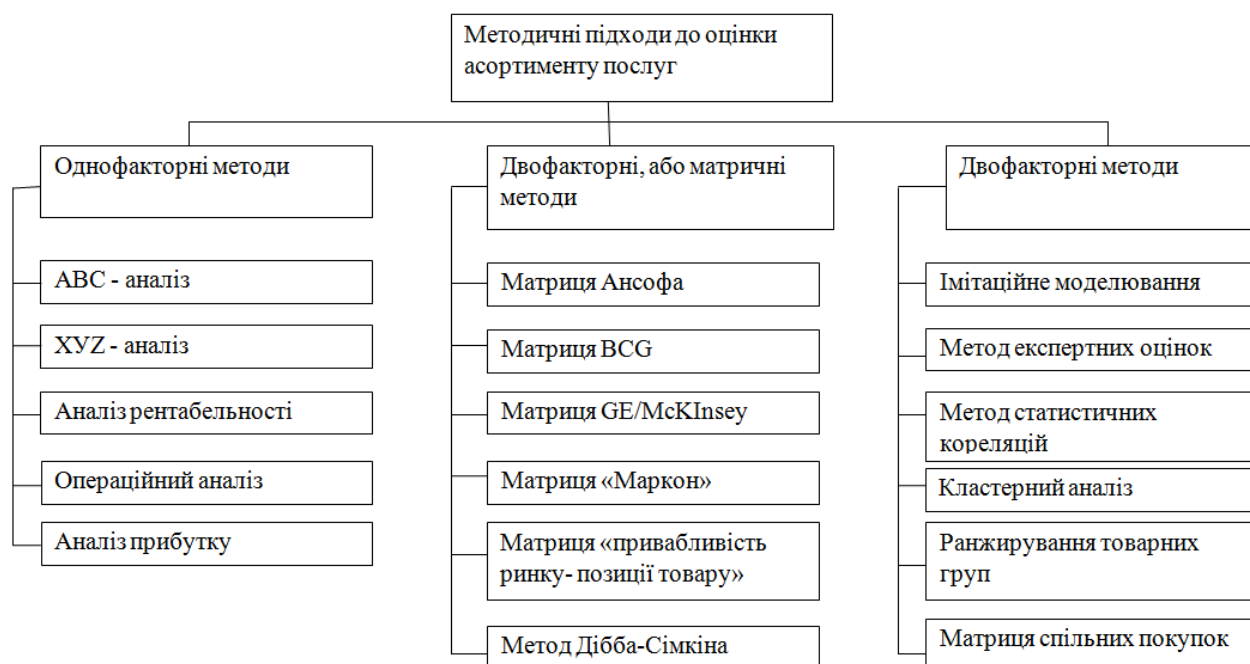 Методичні підходи до оцінки
асортименту послуг
Однофакторні методи
АВС - аналіз
ХУZ - аналіз
Аналіз рентабельності
Операційний аналіз
Аналіз прибутку
Двофакторні, або матричні
методи
Матриця Ансофа
Матриця BCG
Матриця GE/McKInsey
Матриця «Маркон»
Матриця «привабливість
ринку- позиції товару»
Метод Дібба-Сімкіна
Двофакторні методи
Імітаційне моделювання
Метод експертних оцінок
Метод статистичних
кореляцій
Кластерний аналіз
Ранжирування товарних
груп
Матриця спільних покупок